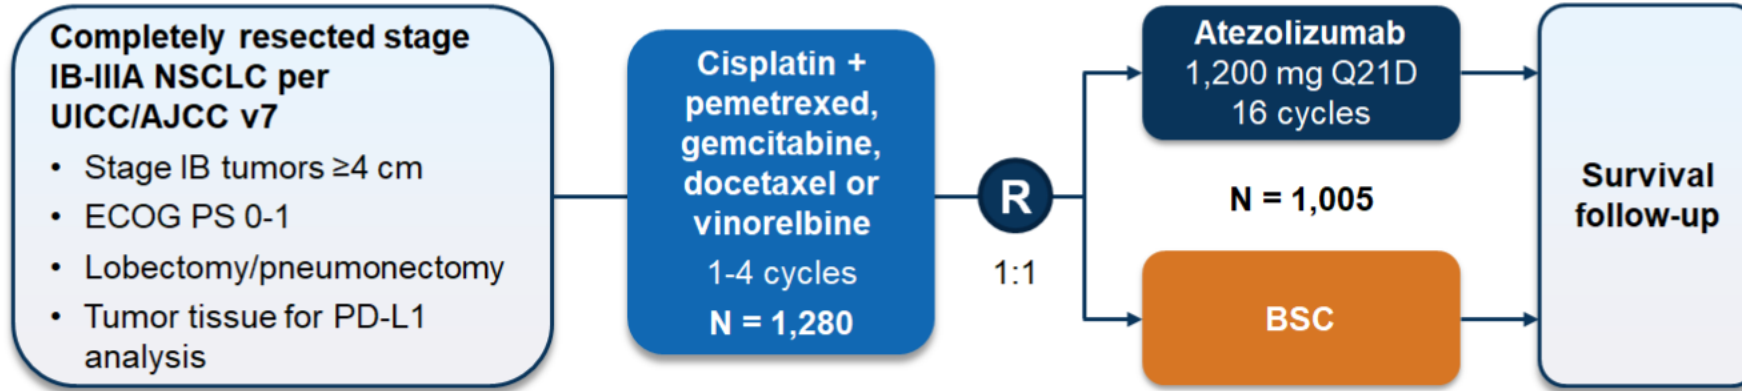 Completely resected stage
IB-IIIA NSCLC per
UICC/AJCC v7
• Stage IB tumors ≥4 cm
• ECOG PS 0-1
• Lobectomy/pneumonectomy
• Tumor tissue for PD-L1
analysis
Cisplatin +
pemetrexed,
gemcitabine,
docetaxel or
vinorelbine
1-4 cycles
N = 1,280
R
1:1
Atezolizumab
1,200 mg Q21D
16 cycles
N = 1,005
BSC
Survival
follow-up